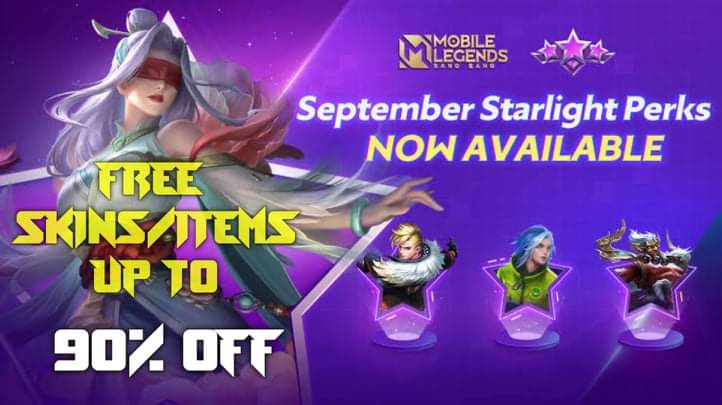 MOBILE
LEGENDS
BANG BANG
September Starlight Perks
NOW AVAILABLE
FREE
SKINS/ITEMS
UP TO
90% OFF